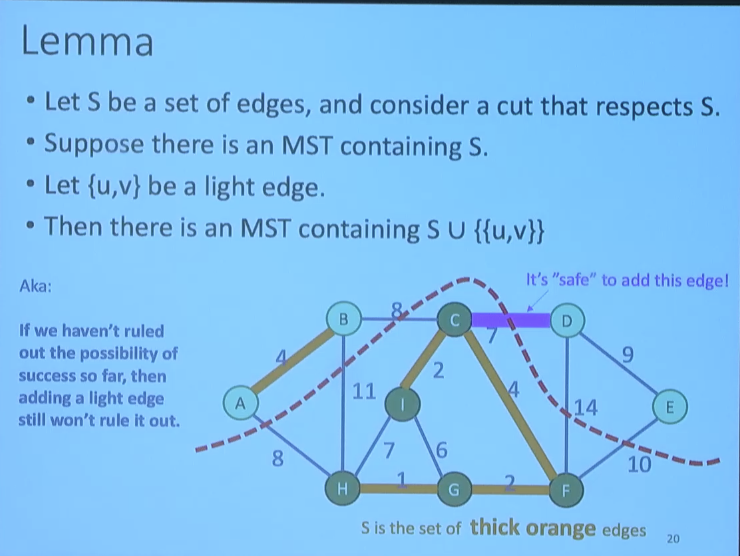 Lemma
• Let S be a set of edges, and consider a cut that respects S.
• Suppose there is an MST containing S.
• Let {u,v} be a light edge.
• Then there is an MST containing S ∪ {{u,v}}
Aka:
It's "safe" to add this edge!
If we haven't ruled
out the possibility of
success so far, then
adding a light edge
still won't rule it out.
B 8 C 7 D
4 9
2
A 11 I 4 14 E
8 7 6 10
H 1 G 2 F
S is the set of thick orange edges
20